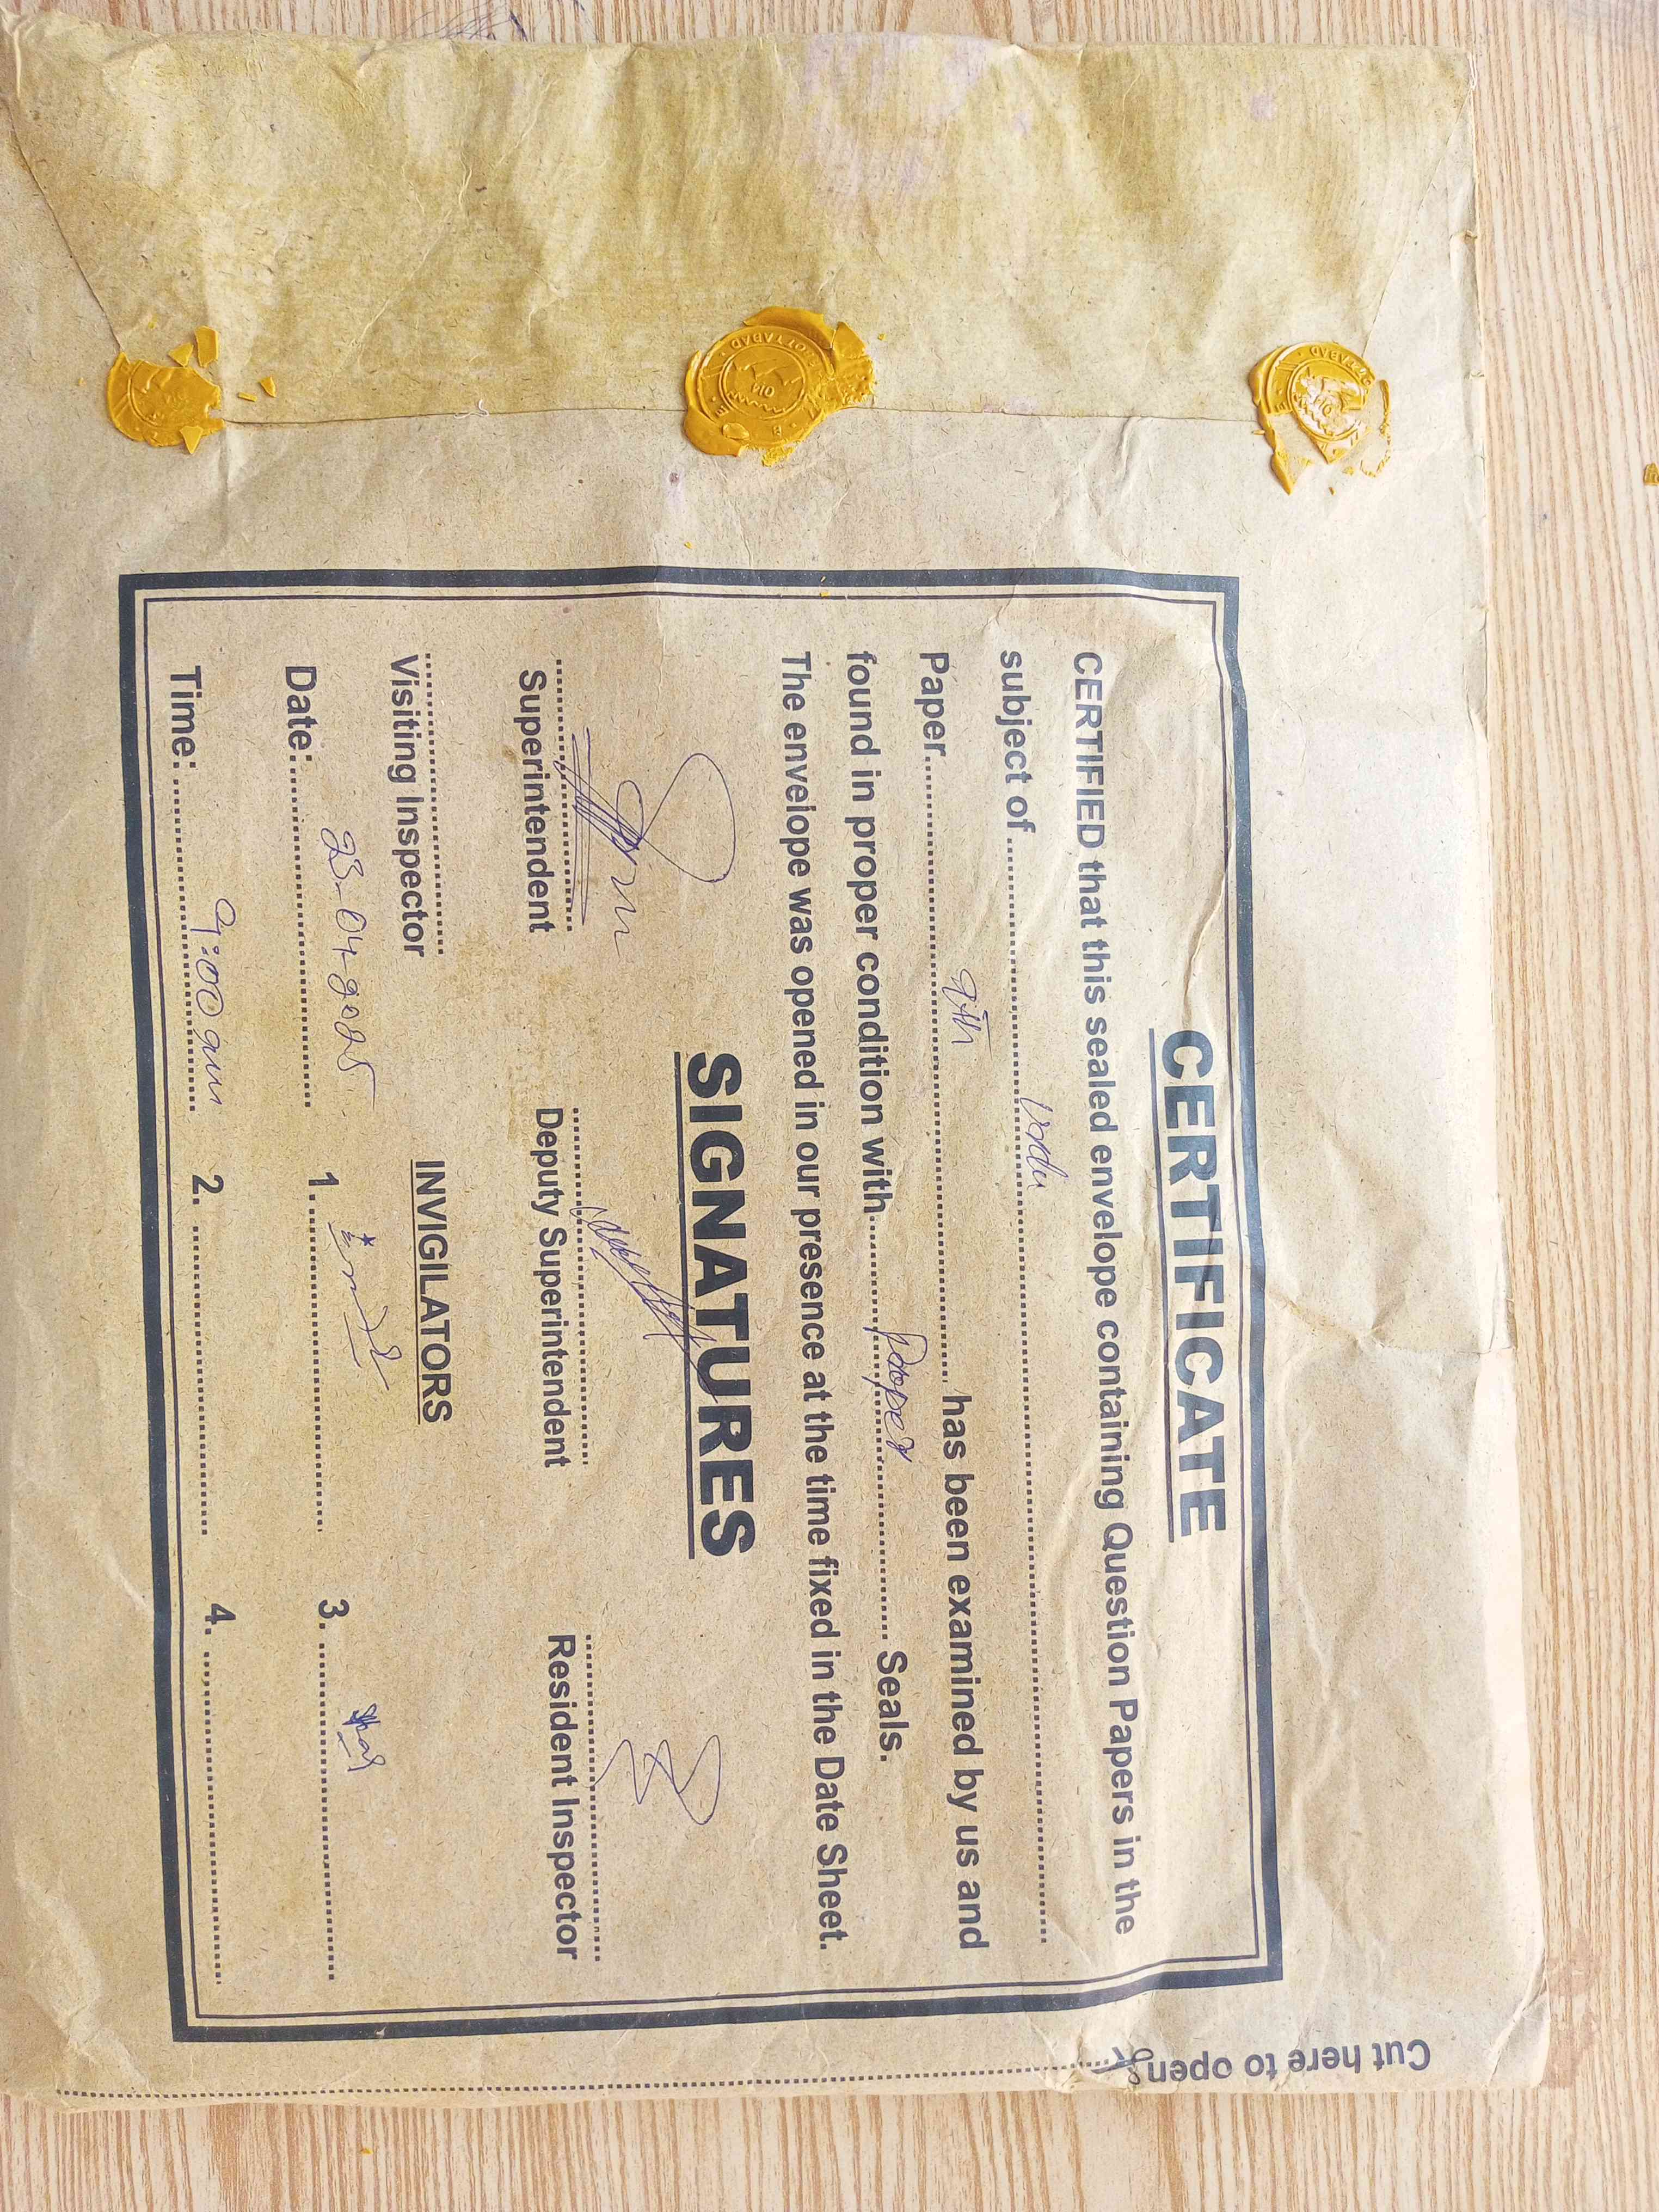 CERTIFICATE
CERTIFIED that this sealed envelope containing Question Papers in the
subject of.......... Urdu ..........
Paper.......... 9th .......... has been examined by us and
found in proper condition with.......... Proper .......... Seals.
The envelope was opened in our presence at the time fixed in the Date Sheet.
SIGNATURES
Superintendent Deputy Superintendent Resident Inspector
Visiting Inspector INVIGILATORS
Date:.......... 23-04-2025 1. .......... 3. ..........
Time: .......... 9:00 am 2. .......... 4. ..........
Cut here to open